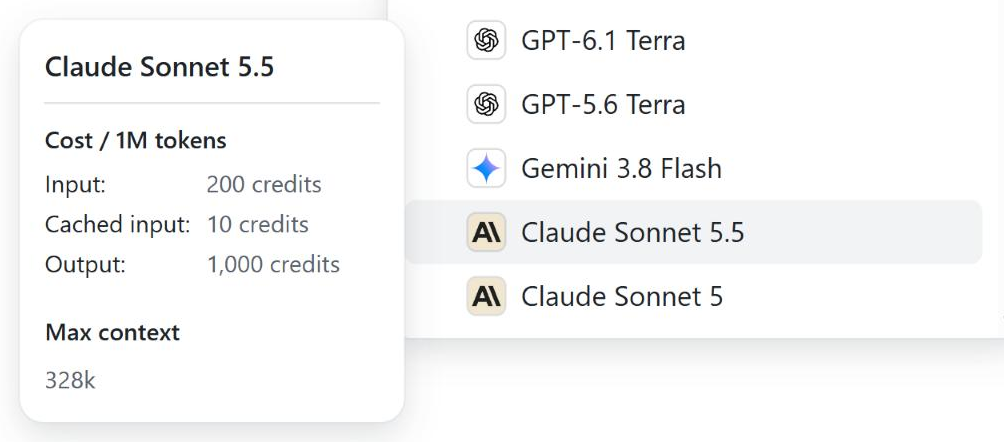 Claude Sonnet 5.5
Cost / 1M tokens
Input: 200 credits
Cached input: 10 credits
Output: 1,000 credits
Max context
328k
GPT-6.1 Terra
GPT-5.6 Terra
Gemini 3.8 Flash
Claude Sonnet 5.5
Claude Sonnet 5